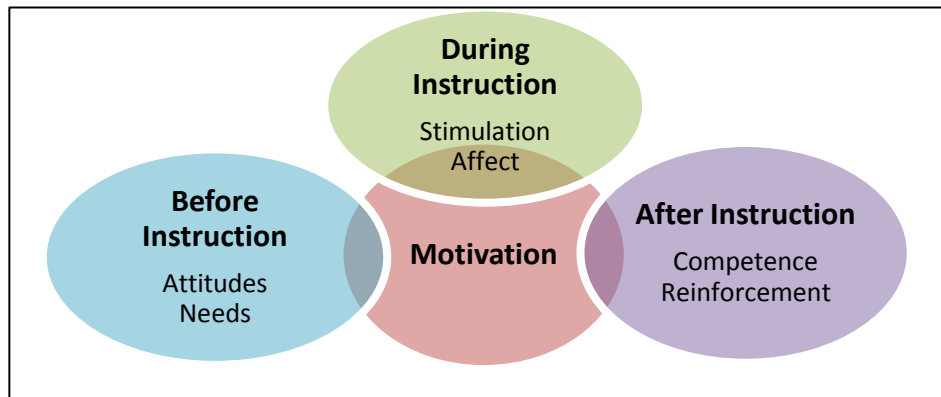 During
Instruction
Stimulation
Affect
Before
Instruction
Attitudes
Needs
Motivation
After Instruction
Competence
Reinforcement